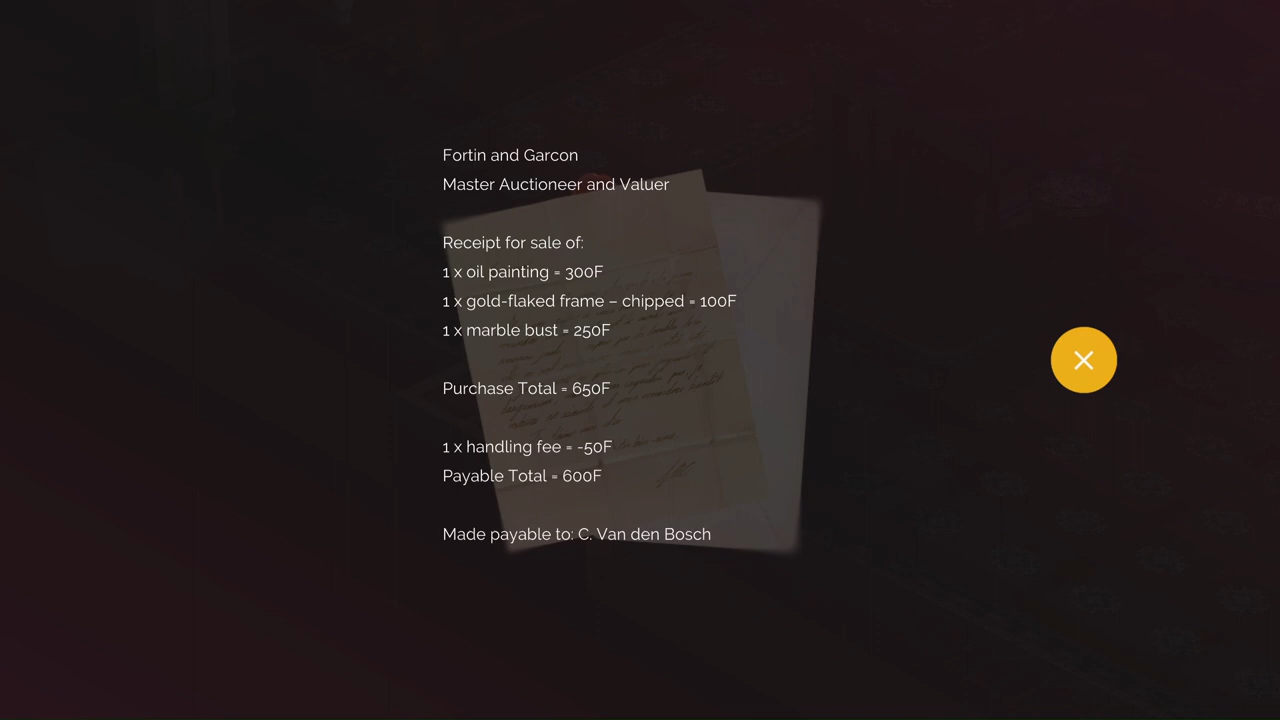 Fortin and Garcon
Master Auctioneer and Valuer
Receipt for sale of:
1 x oil painting = 300F
1 x gold-flaked frame – chipped = 100F
1 x marble bust = 250F
Purchase Total = 650F
1 x handling fee = -50F
Payable Total = 600F
Made payable to: C. Van den Bosch